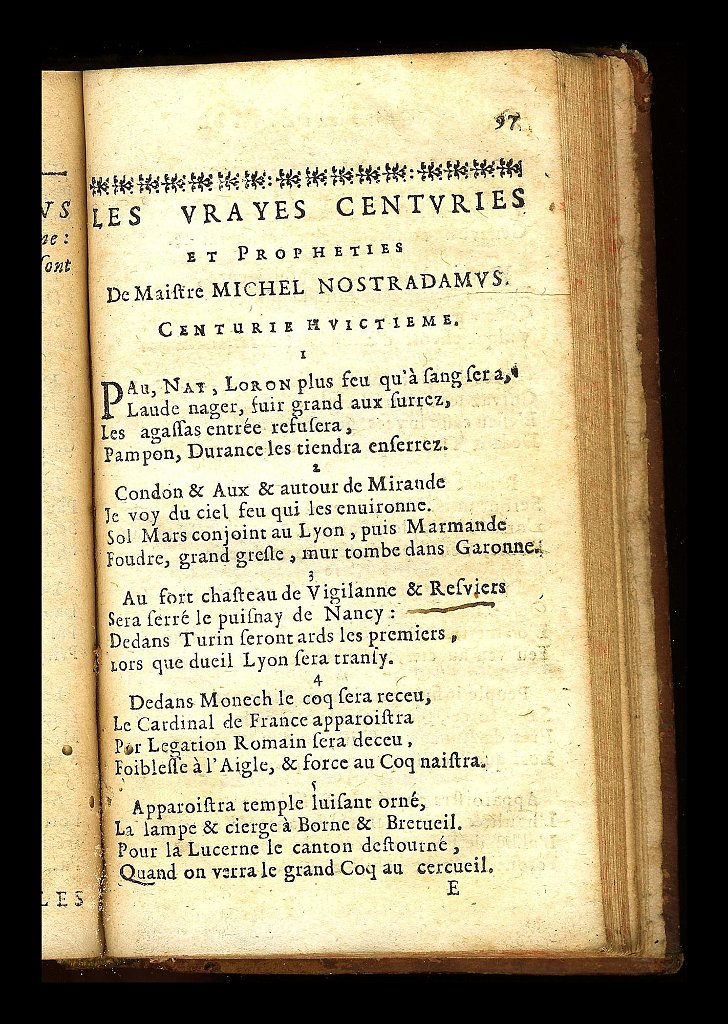 97
VS
ne:
sont
LES VRAYES CENTVRIES
ET PROPHETIES
De Maiſtre MICHEL NOSTRADAMVS.
CENTURIE HVICTIEME.
1
PAu, NAY, LORON plus feu qu'à ſang ſera,
Laude nager, fuir grand aux ſurrez,
Les agaſſas entrée refuſera,
Pampon, Durance les tiendra enſerrez.
2
Condon & Aux & autour de Mirande
Je voy du ciel feu qui les enuironne.
Sol Mars conjoint au Lyon, puis Marmande
Foudre, grand greſle, mur tombe dans Garonne.
3
Au fort chaſteau de Vigilanne & Reſviers
Sera ſerré le puiſnay de Nancy:
Dedans Turin ſeront ards les premiers,
Lors que dueil Lyon ſera tranſy.
4
Dedans Monech le coq ſera receu,
Le Cardinal de France apparoiſtra
Par Legation Romain ſera deceu,
Foibleſſe à l'Aigle, & force au Coq naiſtra.
5
Apparoiſtra temple luiſant orné,
La lampe & cierge à Borne & Bretueil.
Pour la Lucerne le canton deſtourné,
Quand on verra le grand Coq au cercueil.
E
LES